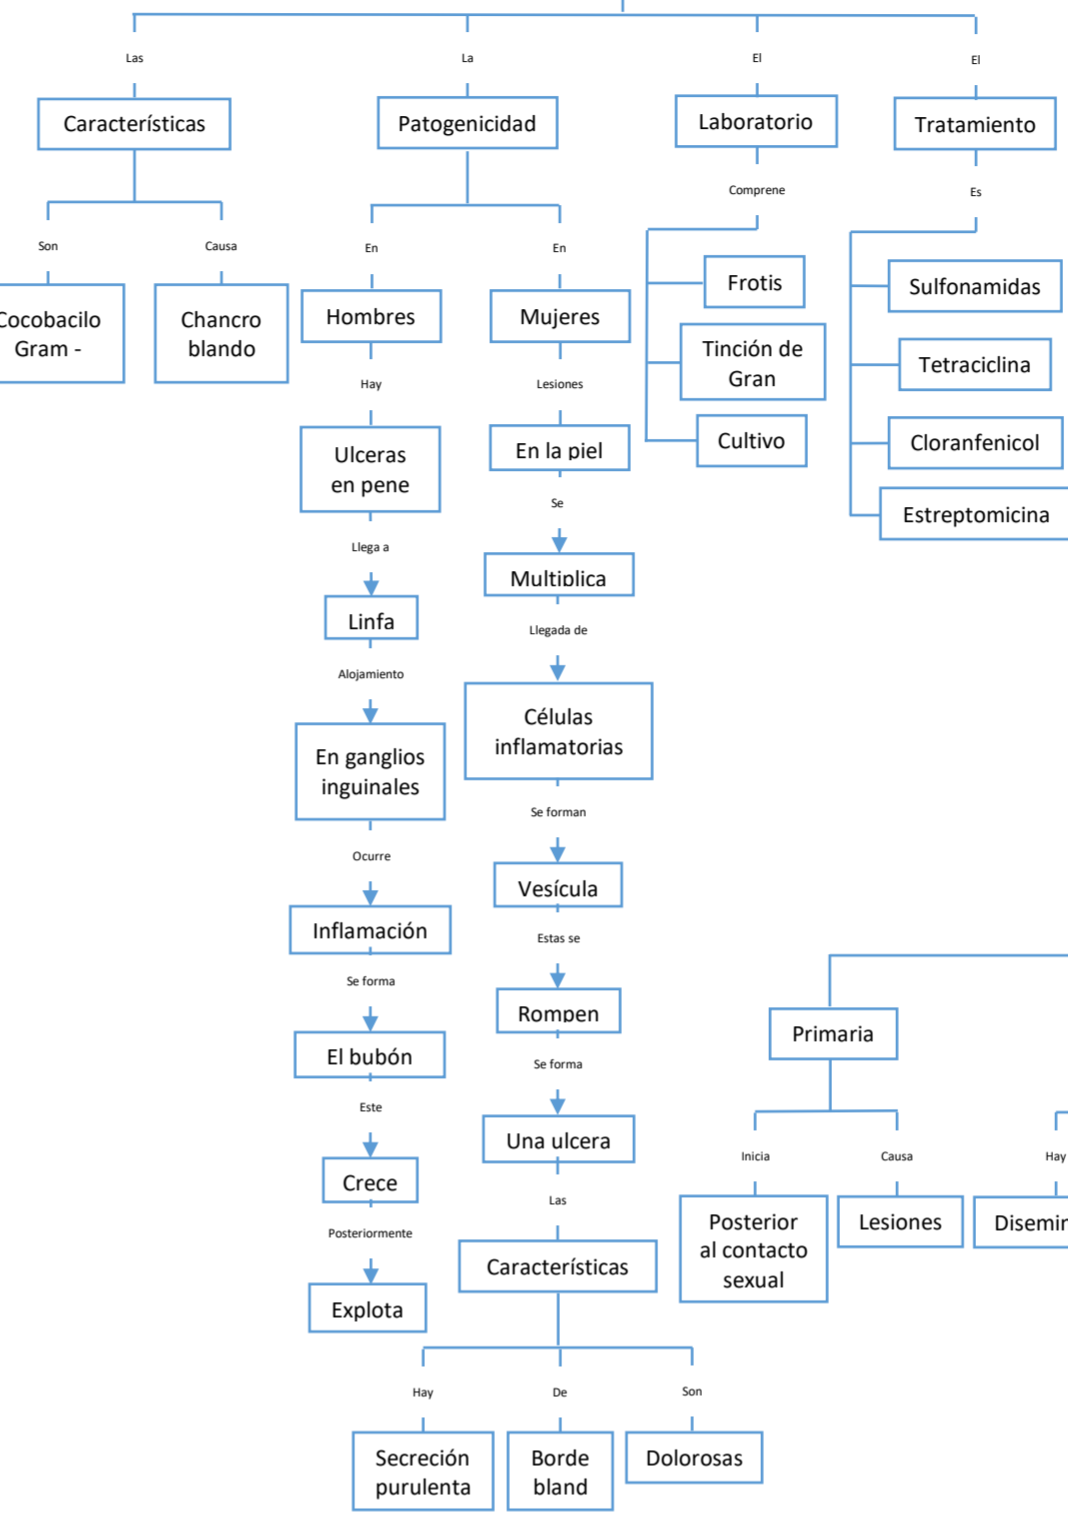 Las
La
El
El
Características
Patogenicidad
Laboratorio
Tratamiento
Comprene
Es
Son
Causa
En
En
Cocobacilo
Gram -
Chancro
blando
Hombres
Mujeres
Frotis
Tinción de
Gran
Cultivo
Sulfonamidas
Tetraciclina
Cloranfenicol
Estreptomicina
Hay
Ulceras
en pene
Llega a
Linfa
Alojamiento
En ganglios
inguinales
Ocurre
Inflamación
Se forma
El bubón
Este
Crece
Posteriormente
Explota
Lesiones
En la piel
Se
Multiplica
Llegada de
Células
inflamatorias
Se forman
Vesícula
Estas se
Rompen
Se forma
Una ulcera
Las
Características
Hay
De
Son
Secreción
purulenta
Borde
bland
Dolorosas
Primaria
Inicia
Causa
Hay
Posterior
al contacto
sexual
Lesiones
Disemin